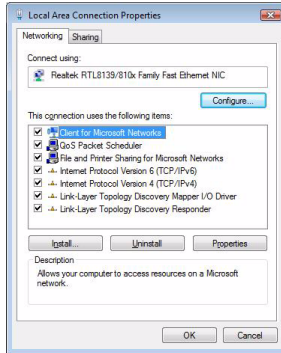 Local Area Connection Properties
Networking Sharing
Connect using:
Realtek RTL8139/810x Family Fast Ethernet NIC
Configure...
This connection uses the following items:
Client for Microsoft Networks
QoS Packet Scheduler
File and Printer Sharing for Microsoft Networks
Internet Protocol Version 6 (TCP/IPv6)
Internet Protocol Version 4 (TCP/IPv4)
Link-Layer Topology Discovery Mapper I/O Driver
Link-Layer Topology Discovery Responder
Install... Uninstall Properties
Description
Allows your computer to access resources on a Microsoft
network.
OK Cancel